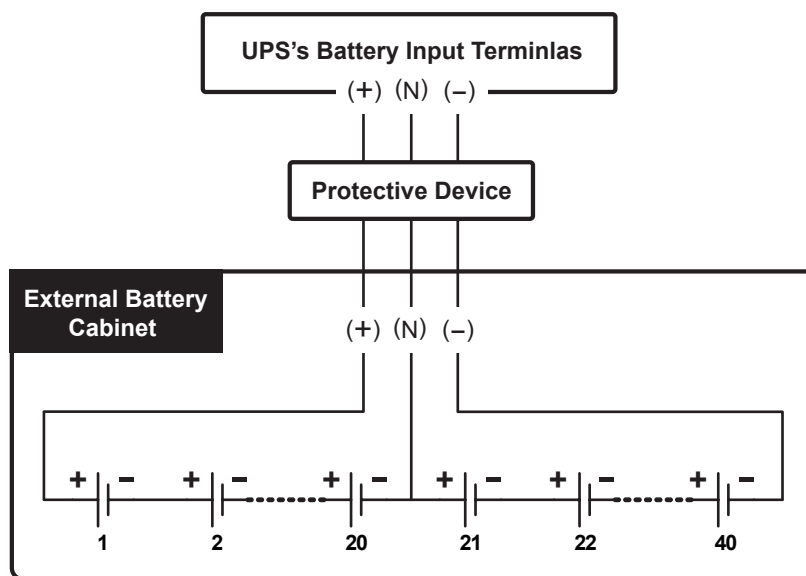 UPS’s Battery Input Terminlas
(+) (N) (−)
Protective Device
External Battery
Cabinet
(+) (N) (−)
+ − + − + − + − + − + −
1 2 20 21 22 40